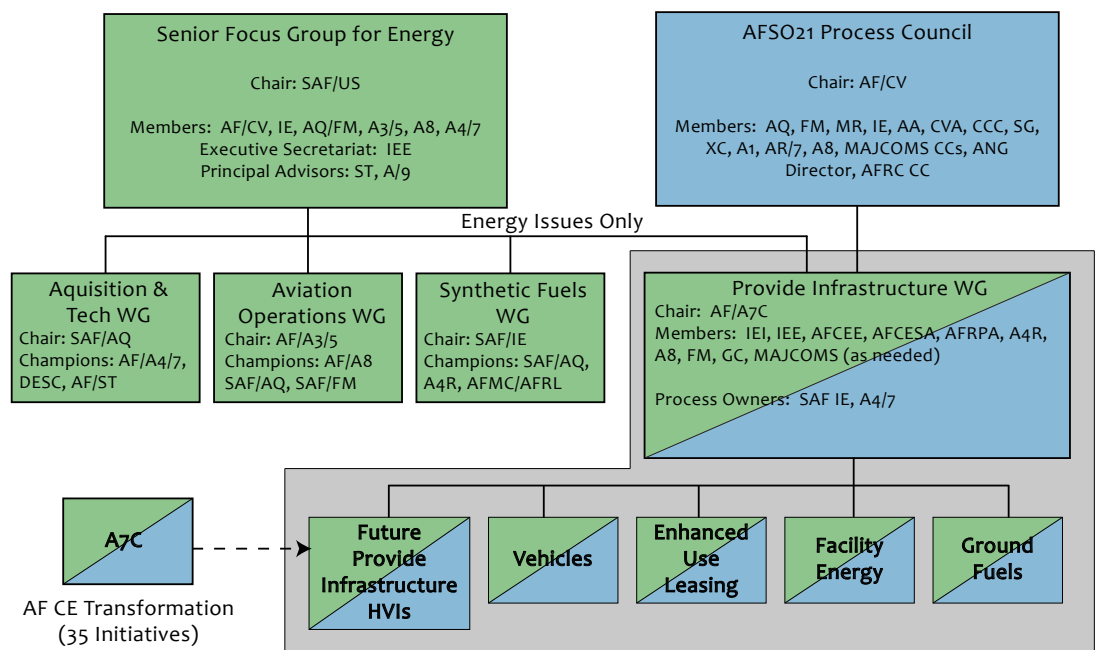 Senior Focus Group for Energy
Chair: SAF/US
Members: AF/CV, IE, AQ/FM, A3/5, A8, A4/7
Executive Secretariat: IEE
Principal Advisors: ST, A/9
AFSO21 Process Council
Chair: AF/CV
Members: AQ, FM, MR, IE, AA, CVA, CCC, SG,
XC, A1, AR/7, A8, MAJCOMS CCs, ANG
Director, AFRC CC
Energy Issues Only
Aquisition &
Tech WG
Chair: SAF/AQ
Champions: AF/A4/7,
DESC, AF/ST
Aviation
Operations WG
Chair: AF/A3/5
Champions: AF/A8
SAF/AQ, SAF/FM
Synthetic Fuels
WG
Chair: SAF/IE
Champions: SAF/AQ,
A4R, AFMC/AFRL
Provide Infrastructure WG
Chair: AF/A7C
Members: IEI, IEE, AFCEE, AFCESA, AFRPA, A4R,
A8, FM, GC, MAJCOMS (as needed)
Process Owners: SAF IE, A4/7
A7C
AF CE Transformation
(35 Initiatives)
Future
Provide
Infrastructure
HVIs
Vehicles
Enhanced
Use
Leasing
Facility
Energy
Ground
Fuels